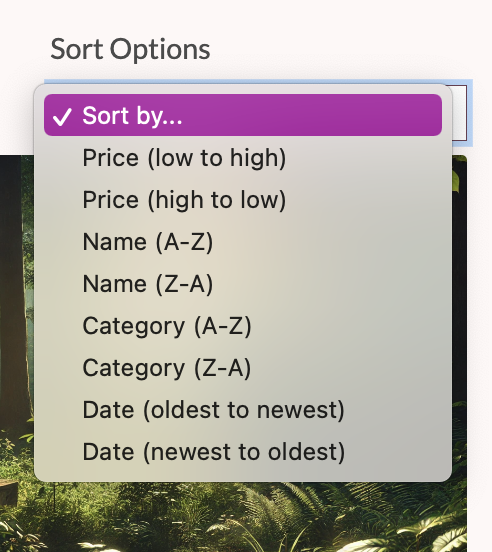 Sort Options
Sort by...
Price (low to high)
Price (high to low)
Name (A-Z)
Name (Z-A)
Category (A-Z)
Category (Z-A)
Date (oldest to newest)
Date (newest to oldest)